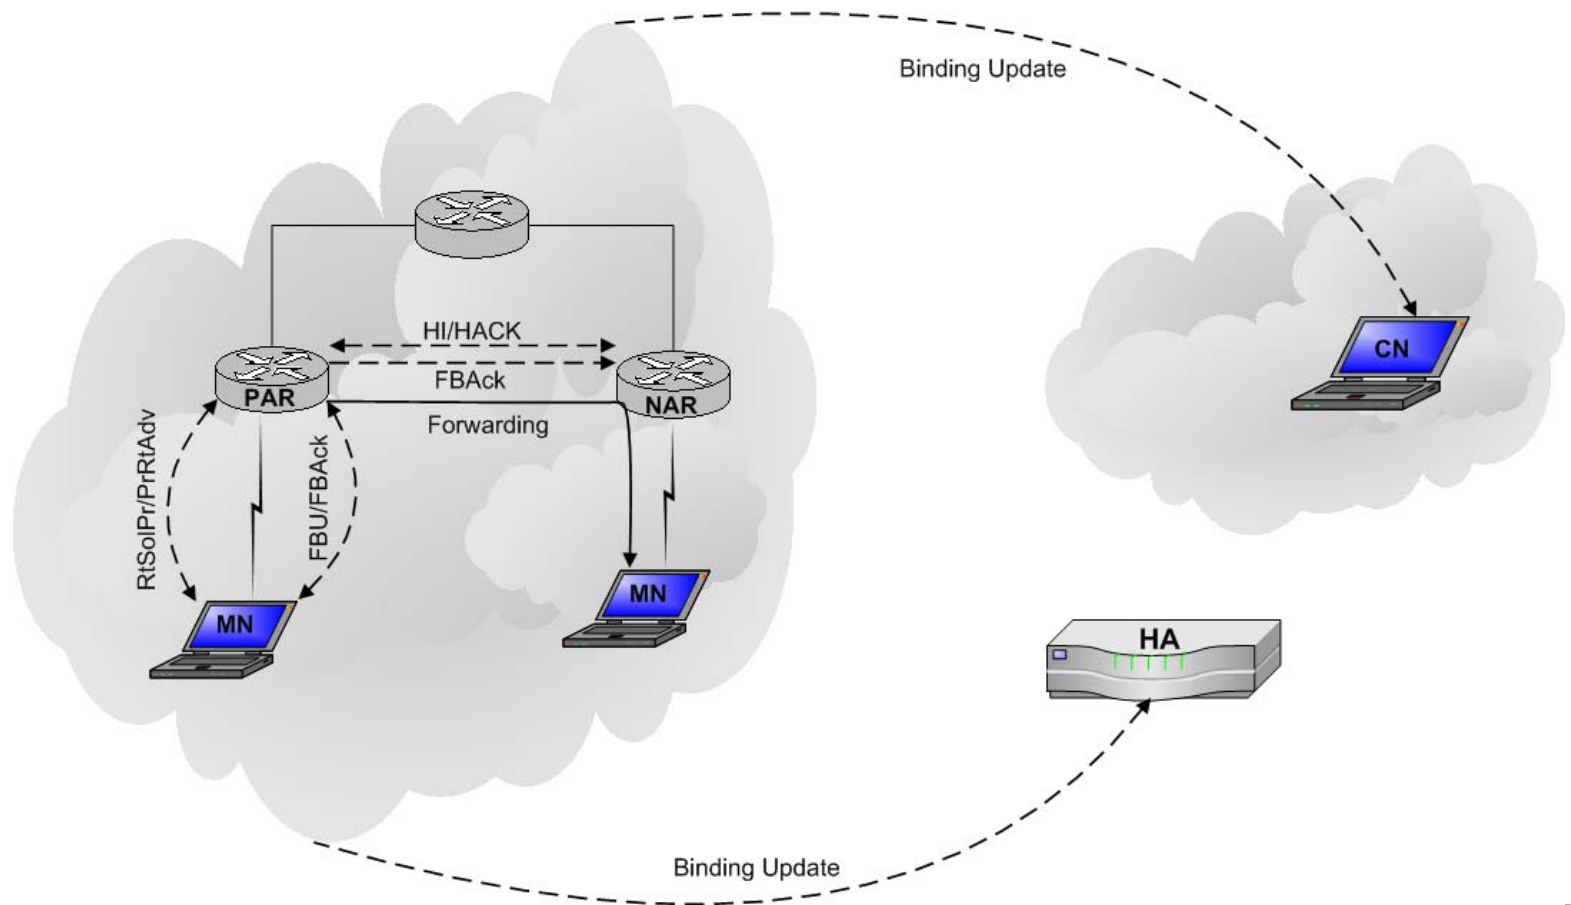 Binding Update
HI/HACK
FBAck
PAR
NAR
Forwarding
CN
RtSolPr/PrRtAdv
FBU/FBAck
MN
MN
HA
Binding Update